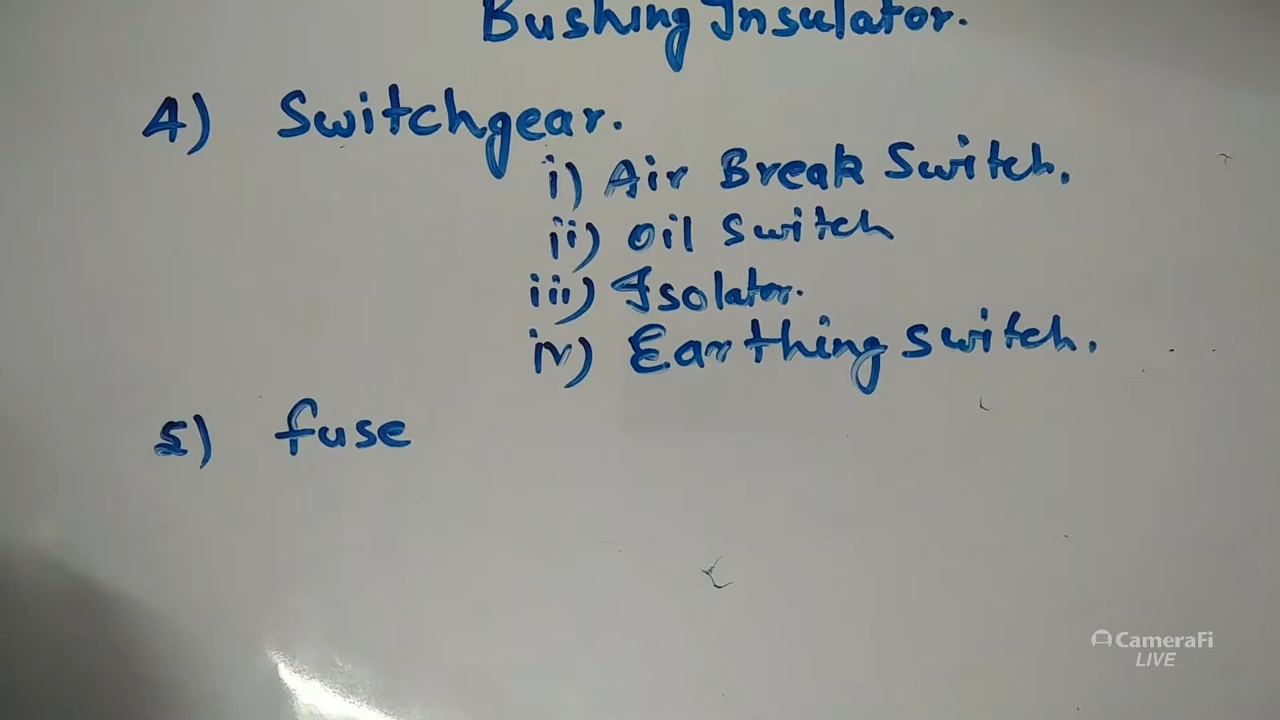 Bushing Insulator.
4) Switchgear.
i) Air Break Switch.
ii) Oil Switch
iii) Isolator.
iv) Earthing Switch.
5) fuse
CameraFi
LIVE